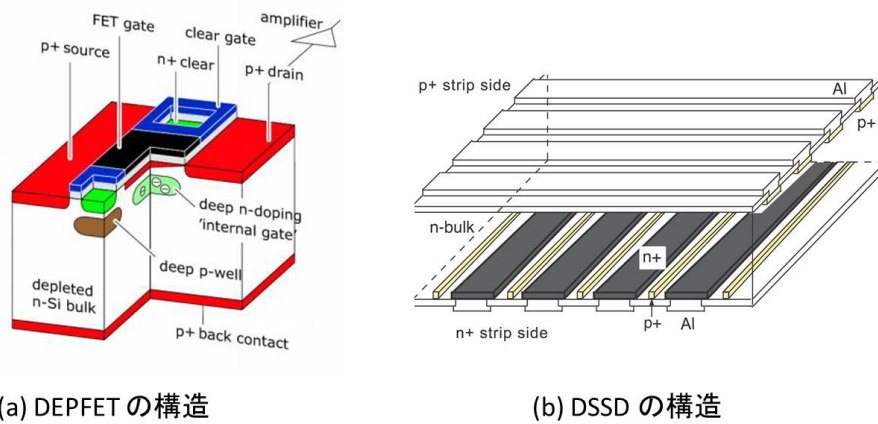 amplifier
FET gate
clear gate
p+ source
n+ clear
p+ drain
deep n-doping
'internal gate'
deep p-well
depleted
n-Si bulk
p+ back contact
p+ strip side
Al
p+
n-bulk
n+
n+ strip side
p+
Al
(a) DEPFET の構造
(b) DSSD の構造